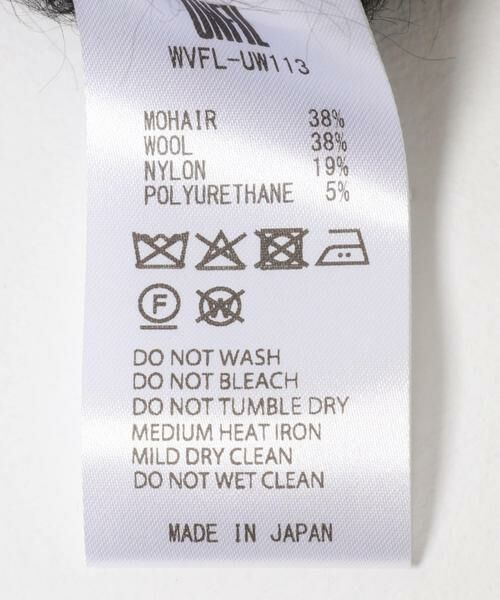 UNFIL
WVFL-UW113
MOHAIR 38%
WOOL 38%
NYLON 19%
POLYURETHANE 5%
F
W
DO NOT WASH
DO NOT BLEACH
DO NOT TUMBLE DRY
MEDIUM HEAT IRON
MILD DRY CLEAN
DO NOT WET CLEAN
MADE IN JAPAN